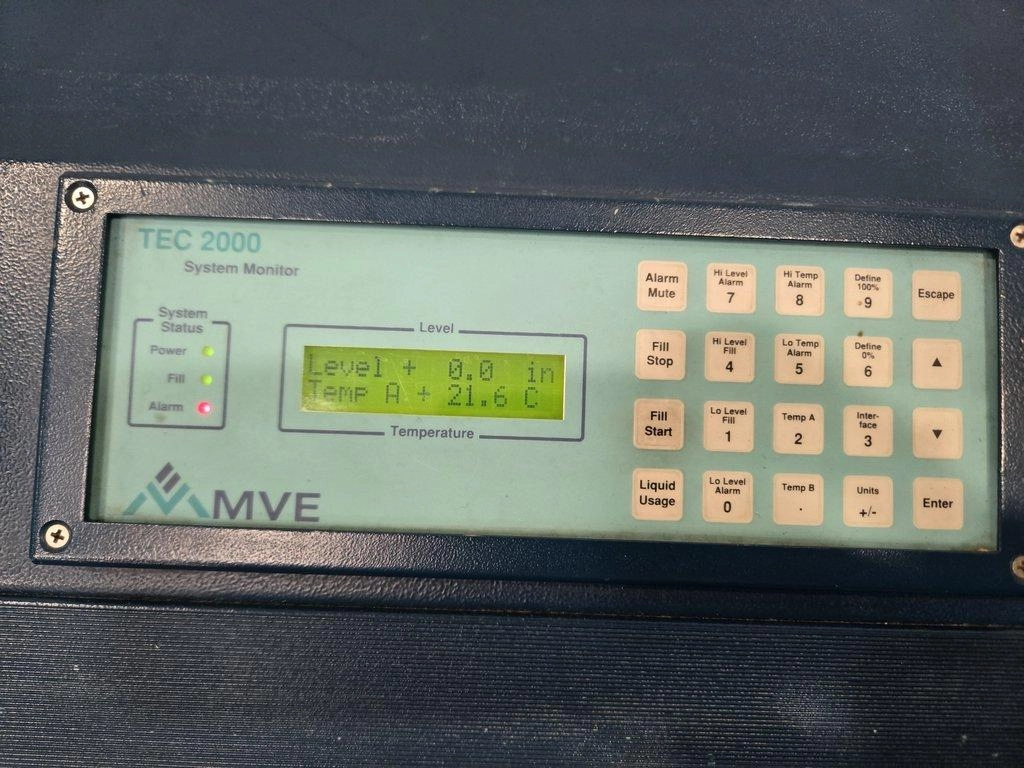 TEC 2000
System Monitor
System
Status
Power
Fill
Alarm
Level
Level + 0.0 in
Temp A + 21.6 C
Temperature
MVE
Alarm
Mute
Hi Level
Alarm
7
Hi Temp
Alarm
8
Define
100%
9
Escape
Fill
Stop
Hi Level
Fill
4
Lo Temp
Alarm
5
Define
0%
6
▲
Fill
Start
Lo Level
Fill
1
Temp A
2
Inter-
face
3
▼
Liquid
Usage
Lo Level
Alarm
0
Temp B
.
Units
+/-
Enter